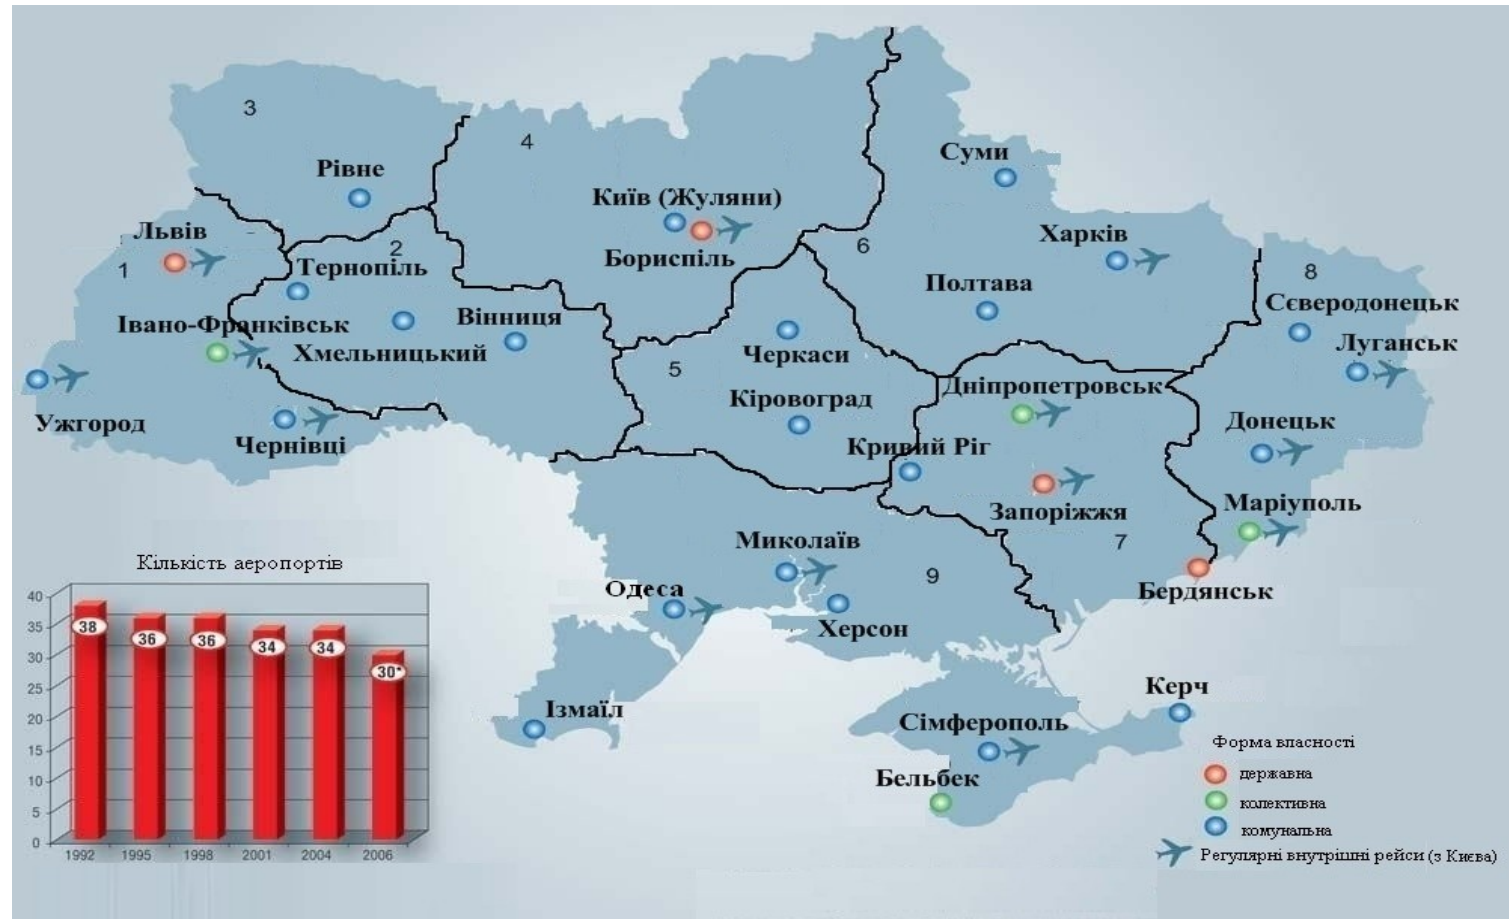 3
4
Рівне
Суми
Київ (Жуляни)
Бориспіль
Львів
1
2
Тернопіль
6
Харків
Полтава
8
Сєверодонецьк
Івано-Франківськ
Хмельницький
Вінниця
Черкаси
5
Луганськ
Ужгород
Чернівці
Кіровоград
Дніпропетровськ
Донецьк
Кривий Ріг
Запоріжжя
Маріуполь
7
Бердянськ
Миколаїв
9
Одеса
Херсон
Ізмаїл
Керч
Сімферополь
Бельбек
Кількість аеропортів
40
35
30
25
20
15
10
5
0
38
36
36
34
34
30*
1992 1995 1998 2001 2004 2006
Форма власності
державна
колективна
комунальна
Регулярні внутрішні рейси (з Києва)